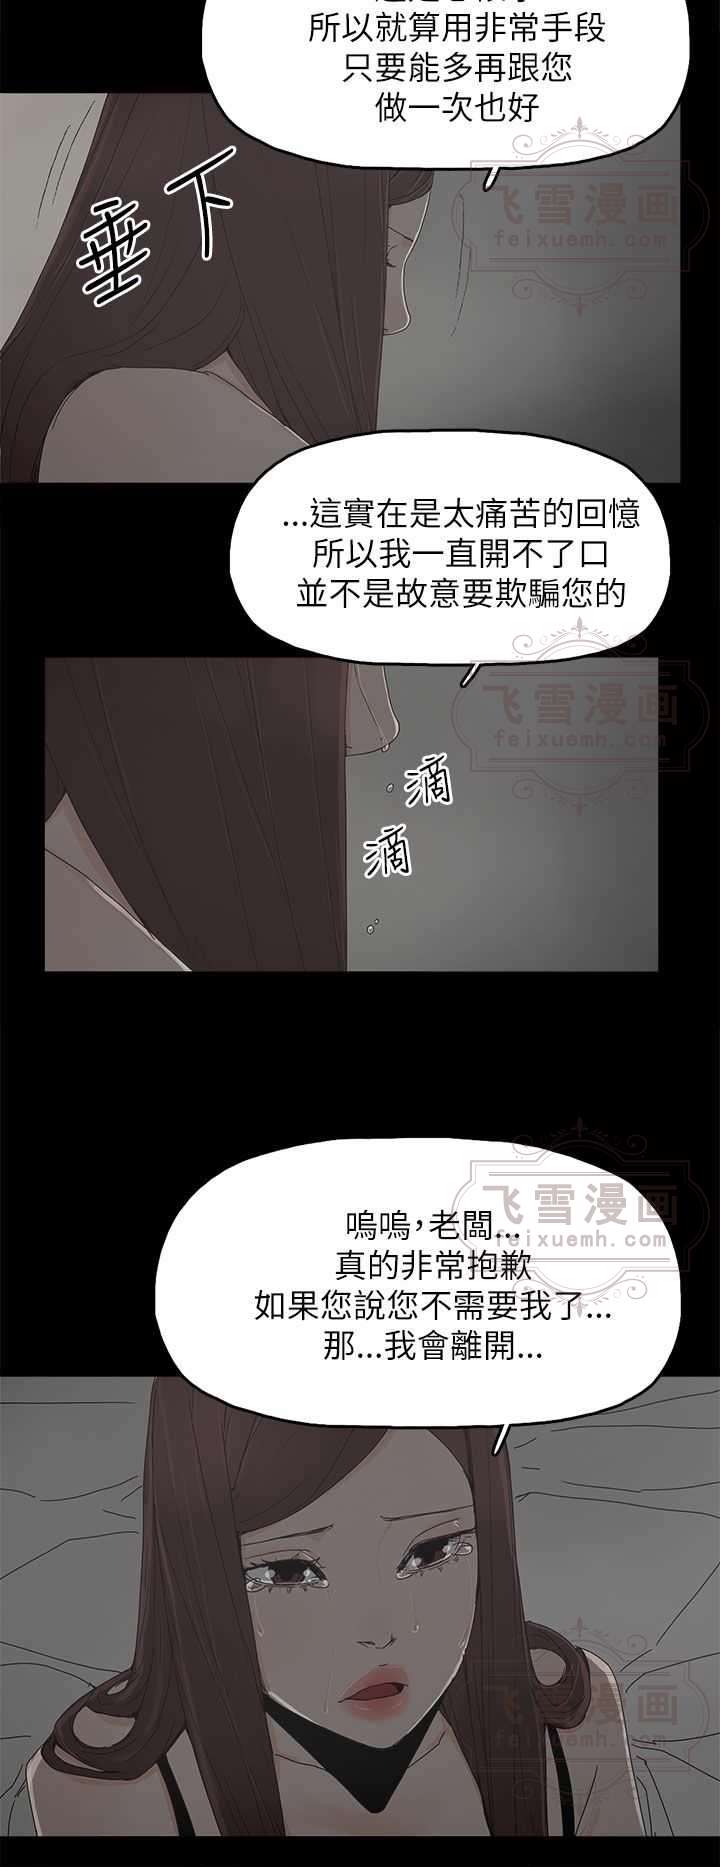 所以就算用非常手段
只要能多再跟您
做一次也好
飞雪漫画
feixuemh.com
垂下
...這實在是太痛苦的回憶
所以我一直開不了口
並不是故意要欺騙您的
飞雪漫画
feixuemh.com
滴
滴
飞雪漫画
feixuemh.com
嗚嗚，老闆...
真的非常抱歉
如果您說您不需要我了...
那...我會離開...
飞雪漫画
feixuemh.com